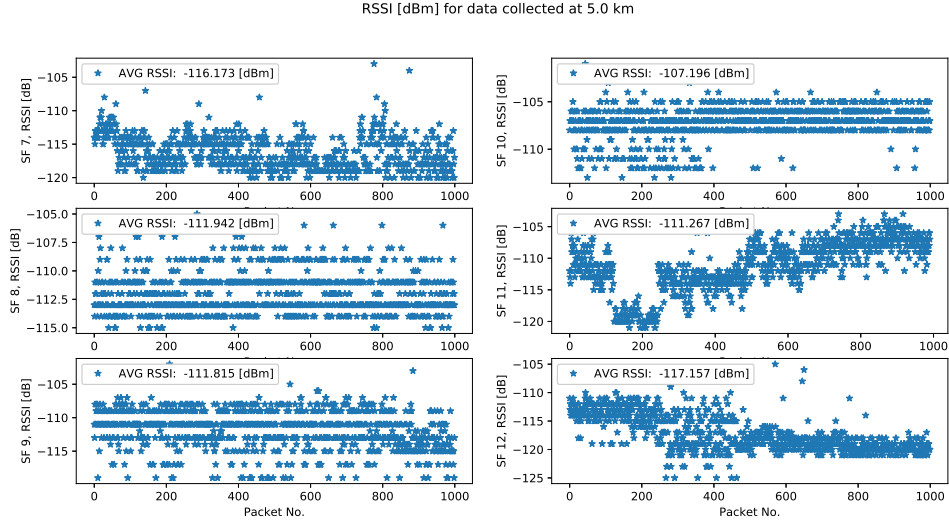 RSSI [dBm] for data collected at 5.0 km
SF 7, RSSI [dB]
−105
−110
−115
−120
AVG RSSI:  -116.173 [dBm]
0 200 400 600 800 1000
SF 10, RSSI [dB]
−105
−110
AVG RSSI:  -107.196 [dBm]
0 200 400 600 800 1000
SF 8, RSSI [dB]
−105.0
−107.5
−110.0
−112.5
−115.0
AVG RSSI:  -111.942 [dBm]
0 200 400 600 800 1000
SF 11, RSSI [dB]
−105
−110
−115
−120
AVG RSSI:  -111.267 [dBm]
0 200 400 600 800 1000
SF 9, RSSI [dB]
−105
−110
−115
AVG RSSI:  -111.815 [dBm]
0 200 400 600 800 1000
Packet No.
SF 12, RSSI [dB]
−105
−110
−115
−120
−125
AVG RSSI:  -117.157 [dBm]
0 200 400 600 800 1000
Packet No.